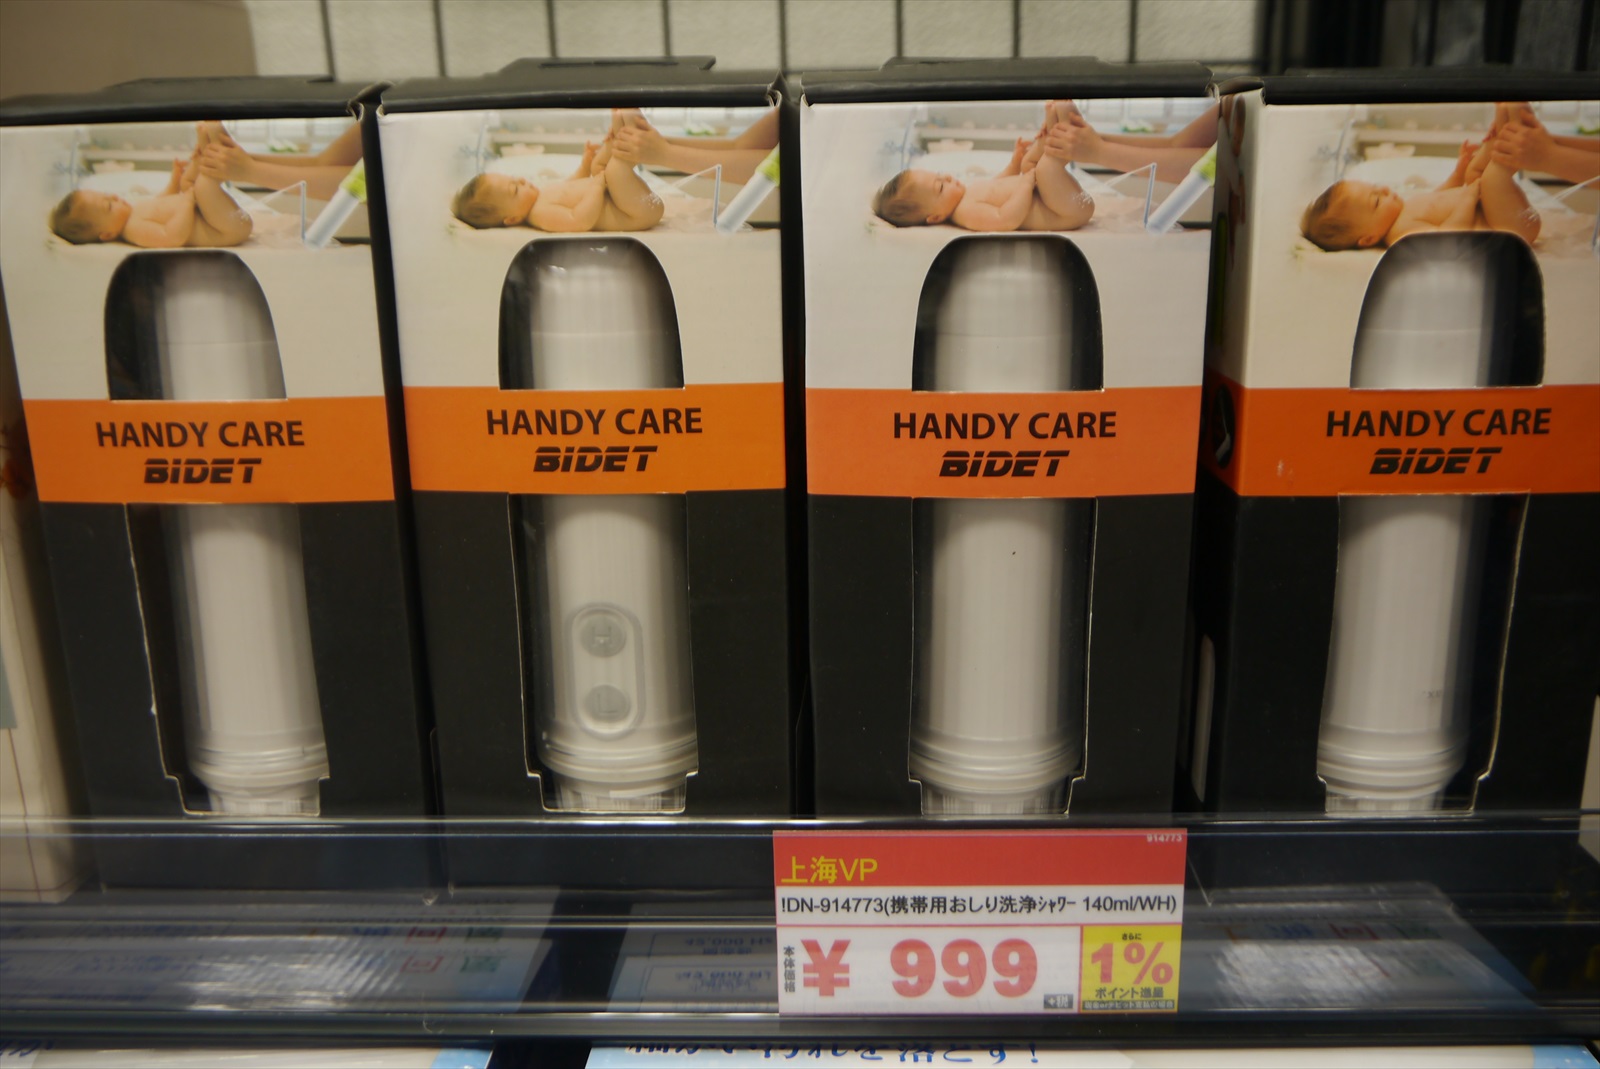 HANDY CARE
BIDET
HANDY CARE
BIDET
HANDY CARE
BIDET
HANDY CARE
BIDET
914773
上海VP
!DN-914773(携帯用おしり洗浄ｼｬﾜｰ 140ml/WH)
本体価格
¥ 999
+税
さらに
1%
ポイント進呈